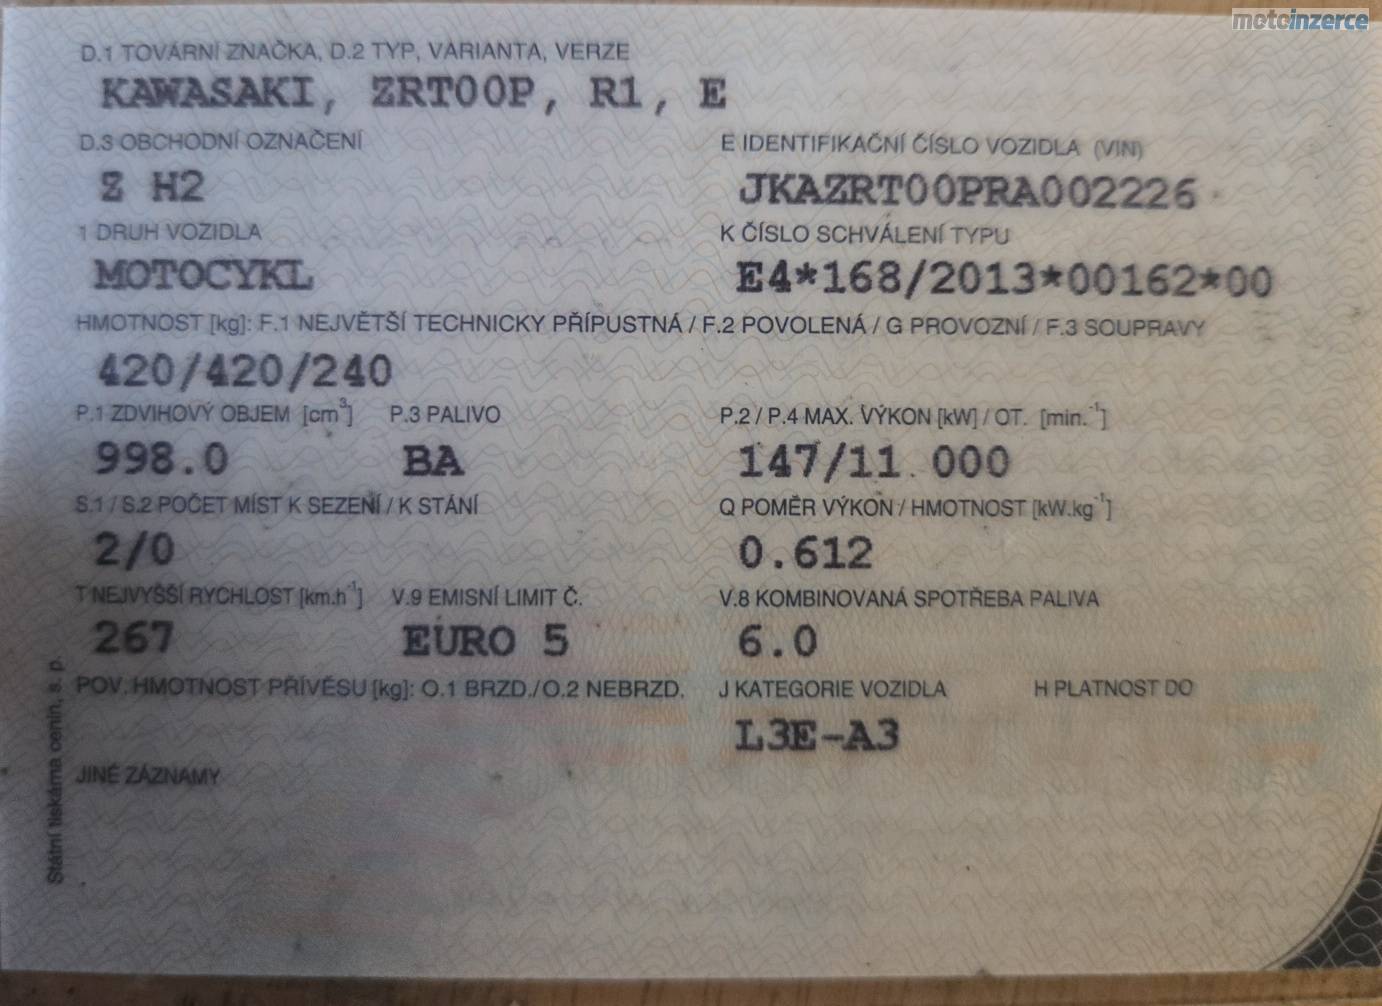 motoinzerce
D.1 TOVÁRNÍ ZNAČKA, D.2 TYP, VARIANTA, VERZE
KAWASAKI, ZRT00P, R1, E
D.3 OBCHODNÍ OZNAČENÍ E IDENTIFIKAČNÍ ČÍSLO VOZIDLA (VIN)
Z H2 JKAZRT00PRA002226
1 DRUH VOZIDLA K ČÍSLO SCHVÁLENÍ TYPU
MOTOCYKL E4*168/2013*00162*00
HMOTNOST [kg]: F.1 NEJVĚTŠÍ TECHNICKY PŘÍPUSTNÁ / F.2 POVOLENÁ / G PROVOZNÍ / F.3 SOUPRAVY
420/420/240
P.1 ZDVIHOVÝ OBJEM [cm³] P.3 PALIVO P.2 / P.4 MAX. VÝKON [kW] / OT. [min.⁻¹]
998.0 BA 147/11 000
S.1 / S.2 POČET MÍST K SEZENÍ / K STÁNÍ Q POMĚR VÝKON / HMOTNOST [kW.kg⁻¹]
2/0 0.612
T NEJVYŠŠÍ RYCHLOST [km.h⁻¹] V.9 EMISNÍ LIMIT Č. V.8 KOMBINOVANÁ SPOTŘEBA PALIVA
267 EURO 5 6.0
POV. HMOTNOST PŘÍVĚSU [kg]: O.1 BRZD./O.2 NEBRZD. J KATEGORIE VOZIDLA H PLATNOST DO
L3E-A3
JINÉ ZÁZNAMY
Státní tiskárna cenin, s. p.